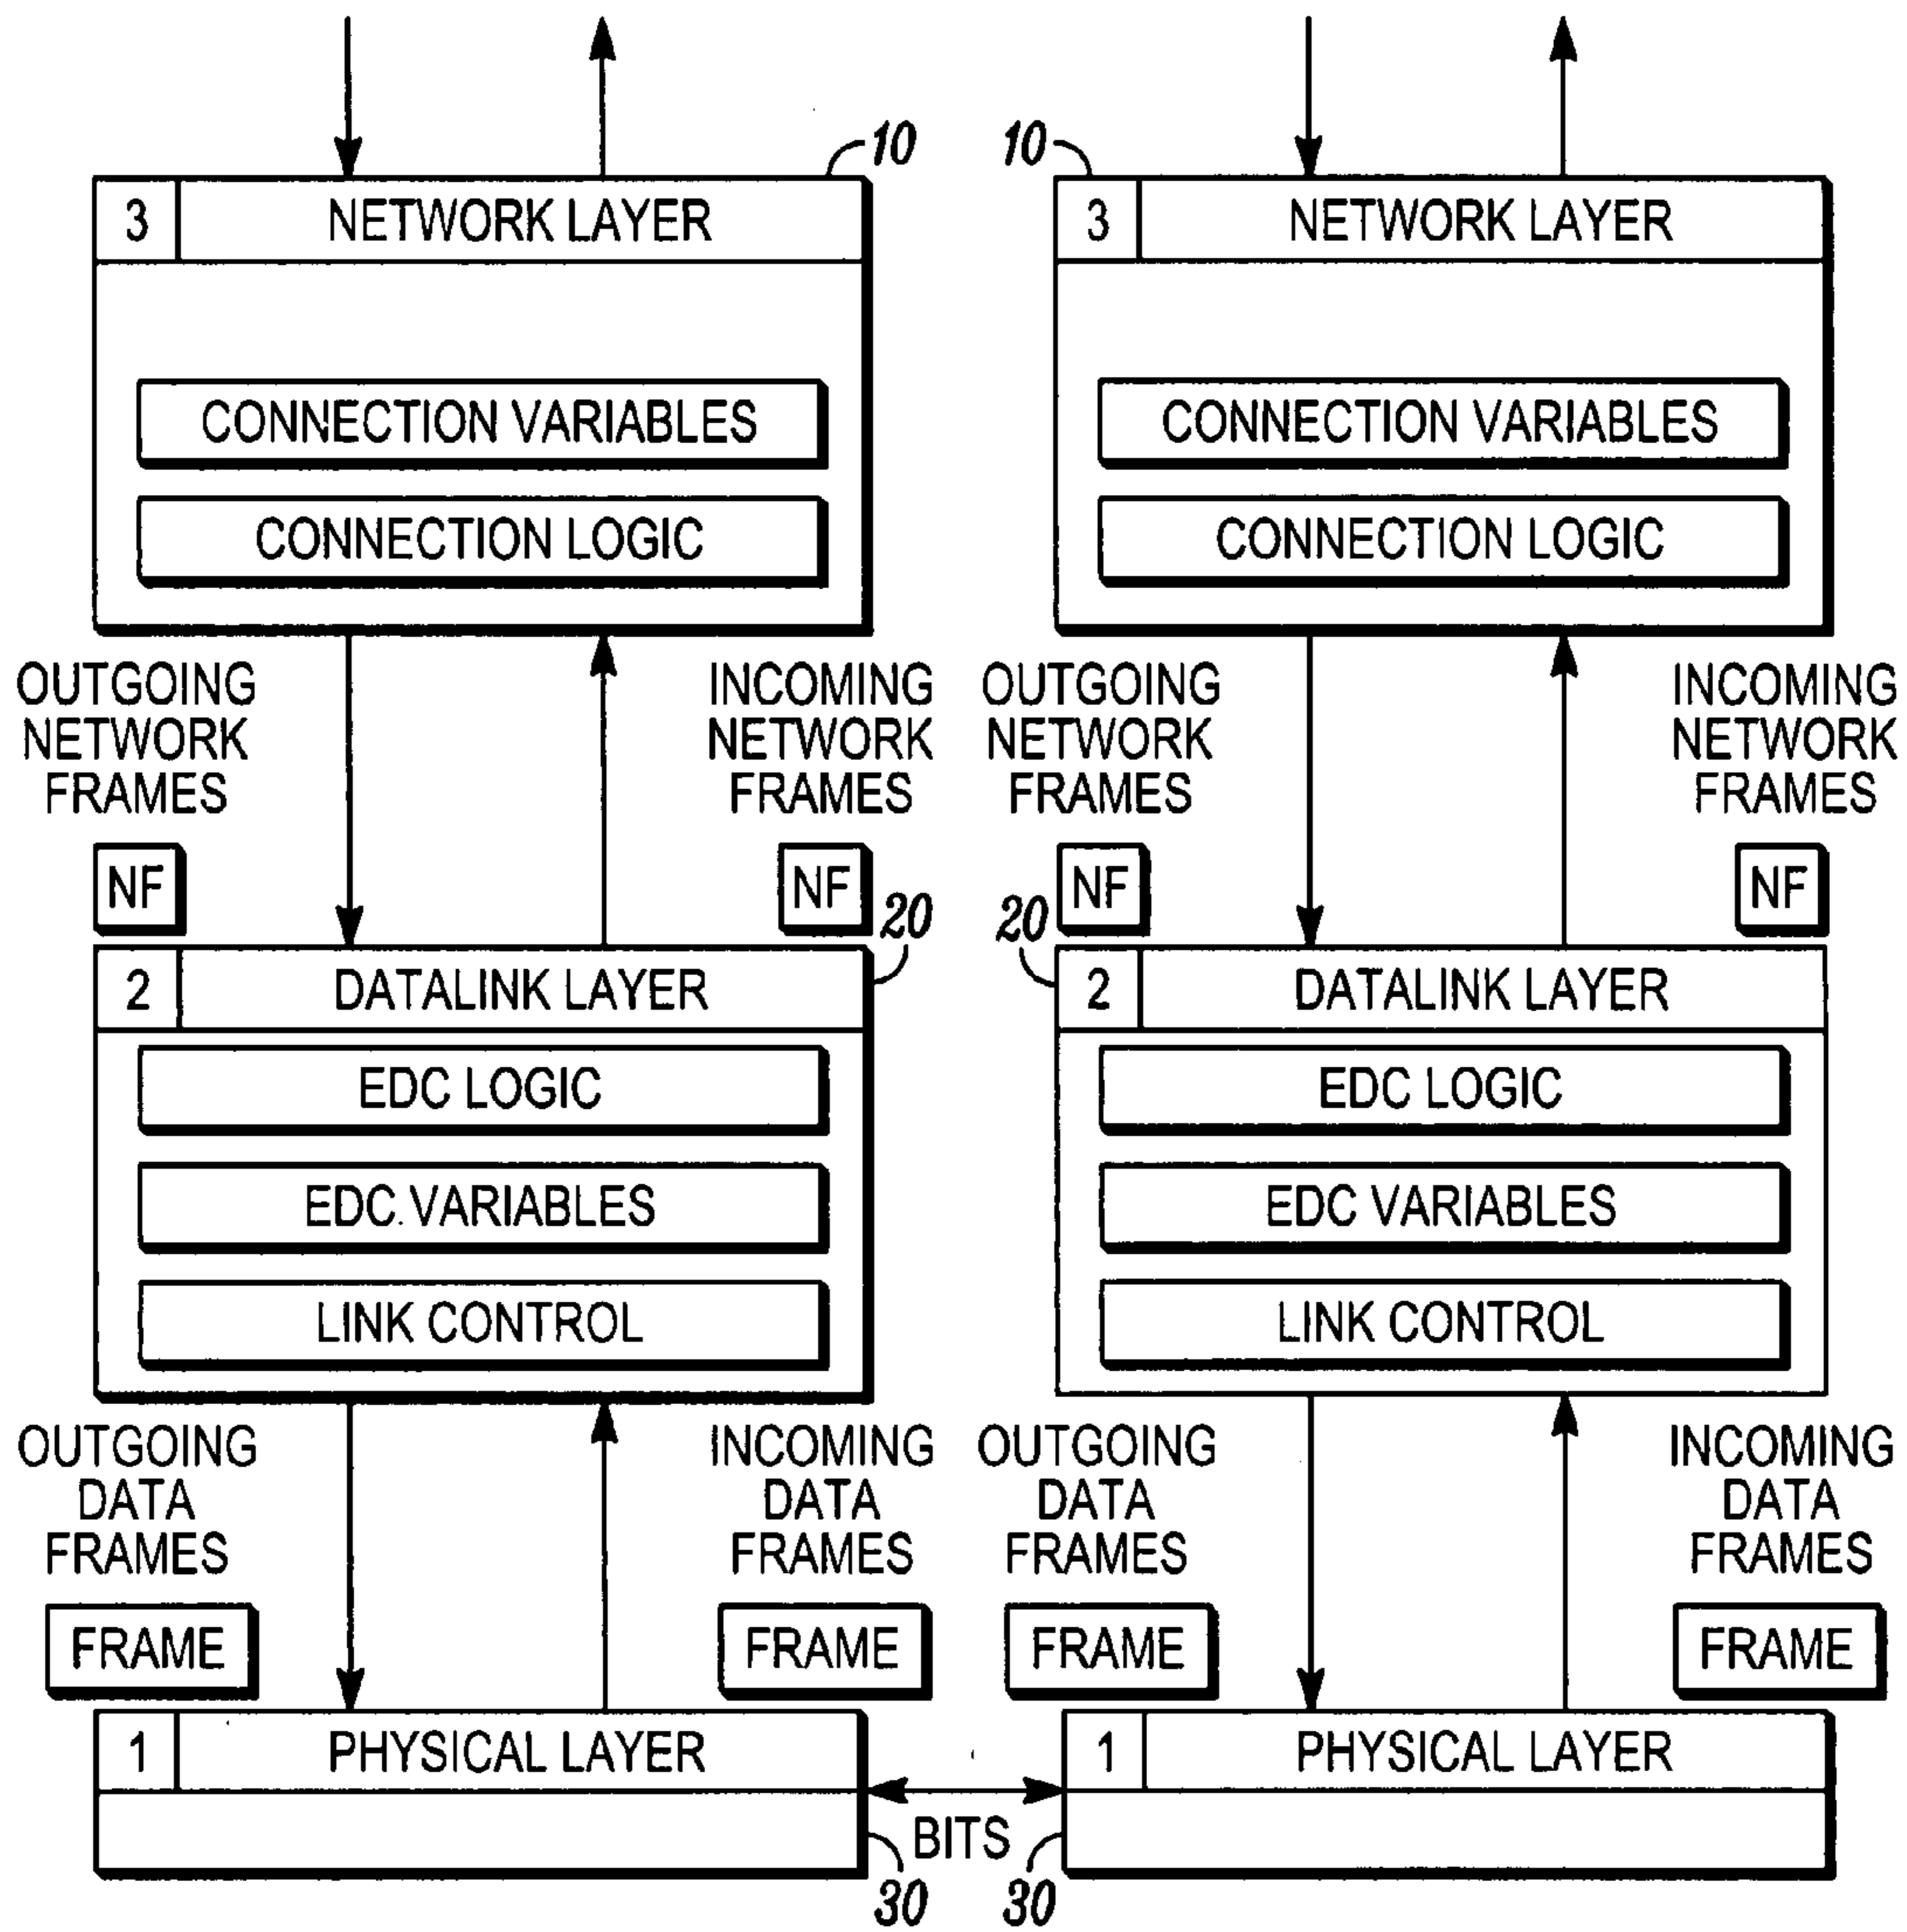 10 10
3 NETWORK LAYER 3 NETWORK LAYER
CONNECTION VARIABLES CONNECTION VARIABLES
CONNECTION LOGIC CONNECTION LOGIC
OUTGOING INCOMING OUTGOING INCOMING
NETWORK NETWORK NETWORK NETWORK
FRAMES FRAMES FRAMES FRAMES
NF NF NF NF
20 20
2 DATALINK LAYER 2 DATALINK LAYER
EDC LOGIC EDC LOGIC
EDC VARIABLES EDC VARIABLES
LINK CONTROL LINK CONTROL
OUTGOING INCOMING OUTGOING INCOMING
DATA DATA DATA DATA
FRAMES FRAMES FRAMES FRAMES
FRAME FRAME FRAME FRAME
1 PHYSICAL LAYER 1 PHYSICAL LAYER
BITS
30 30